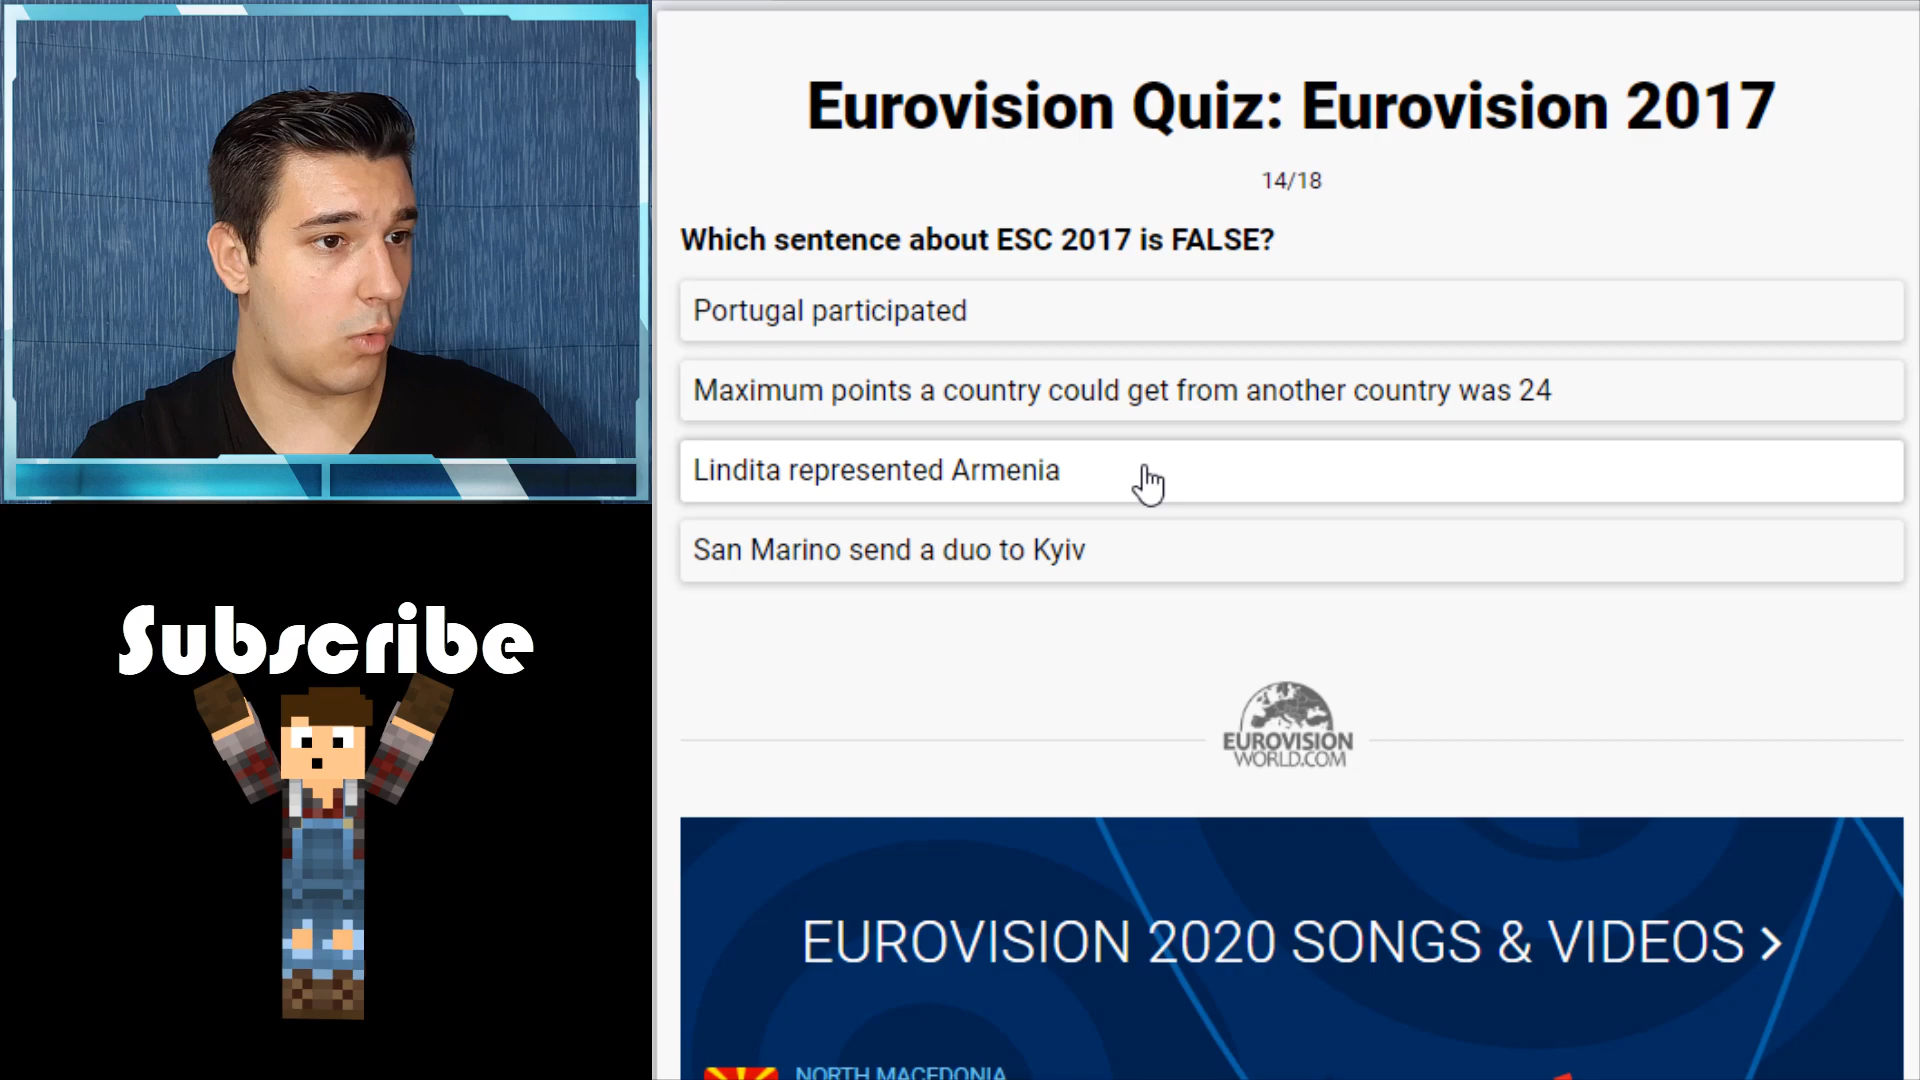 Eurovision Quiz: Eurovision 2017
14/18
Which sentence about ESC 2017 is FALSE?
Portugal participated
Maximum points a country could get from another country was 24
Lindita represented Armenia
San Marino send a duo to Kyiv
Subscribe
EUROVISION
WORLD.COM
EUROVISION 2020 SONGS & VIDEOS >
NORTH MACEDONIA